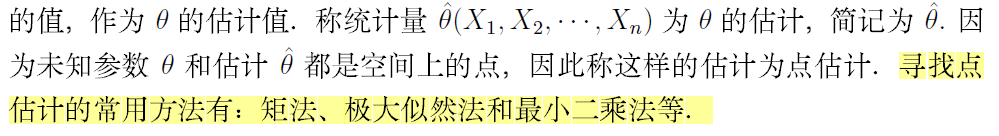 的值，作为 θ 的估计值．称统计量 θ̂(X₁, X₂, ⋯, Xₙ) 为 θ 的估计，简记为 θ̂. 因
为未知参数 θ 和估计 θ̂ 都是空间上的点，因此称这样的估计为点估计．寻找点
估计的常用方法有：矩法、极大似然法和最小二乘法等．